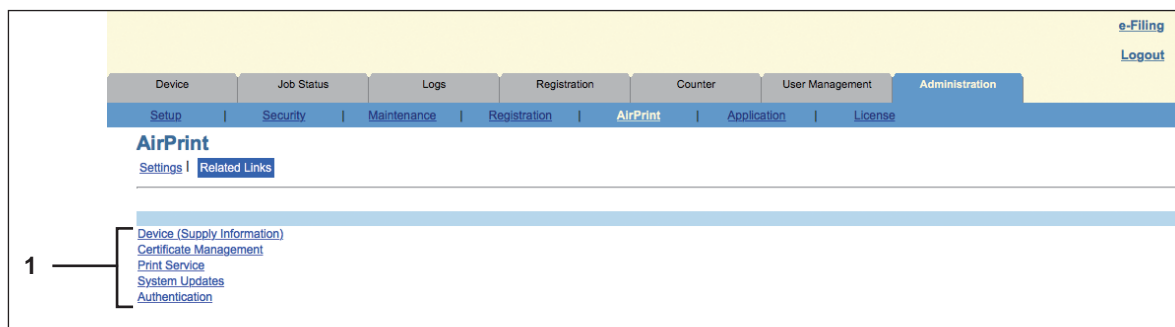 e-Filing
Logout
Device Job Status Logs Registration Counter User Management Administration
Setup | Security | Maintenance | Registration | AirPrint | Application | License
AirPrint
Settings | Related Links
Device (Supply Information)
Certificate Management
1 Print Service
System Updates
Authentication